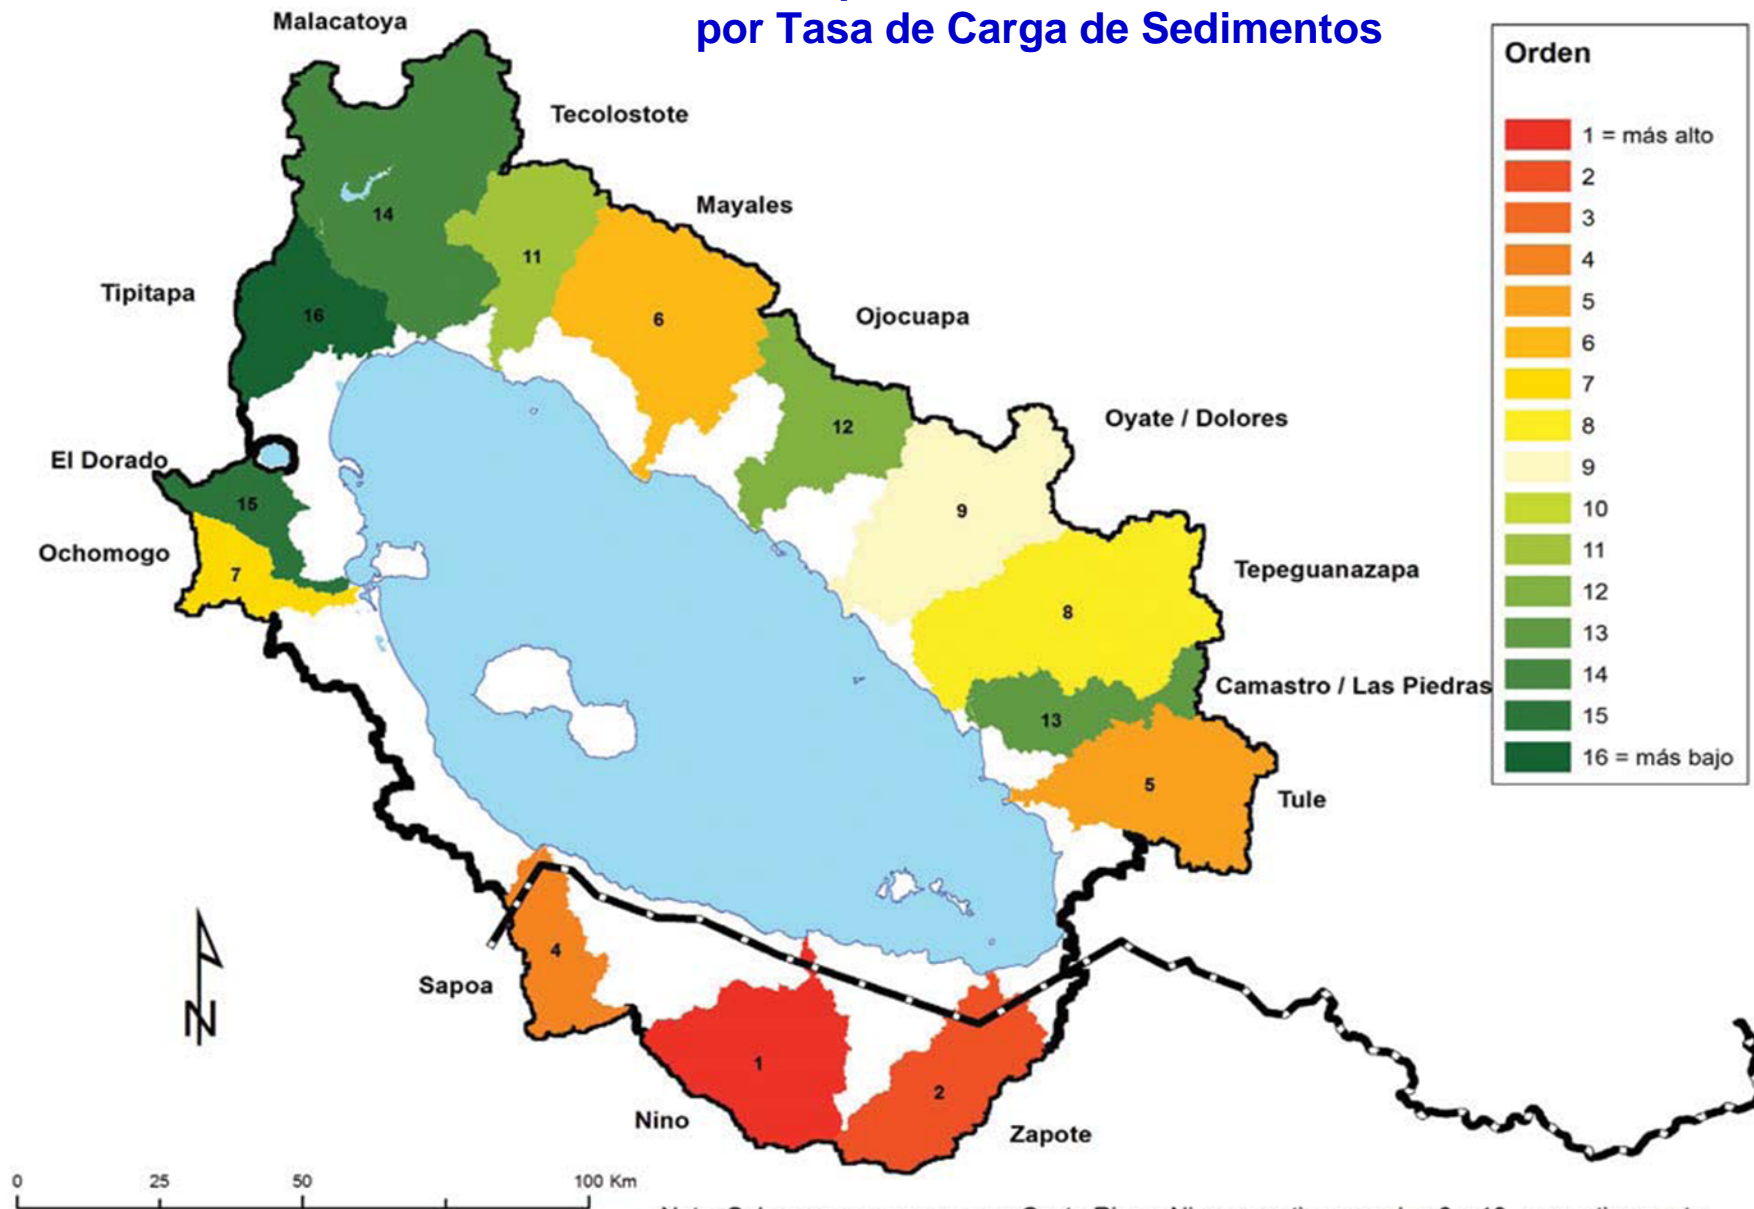 por Tasa de Carga de Sedimentos
Malacatoya
Tecolostote
Mayales
Tipitapa
Ojocuapa
Oyate / Dolores
El Dorado
Ochomogo
Tepeguanazapa
Camastro / Las Piedras
Tule
Sapoa
Nino
Zapote
14
11
16
6
12
15
9
7
8
13
5
4
1
2
N
0 25 50 100 Km
Orden
1 = más alto
2
3
4
5
6
7
8
9
10
11
12
13
14
15
16 = más bajo